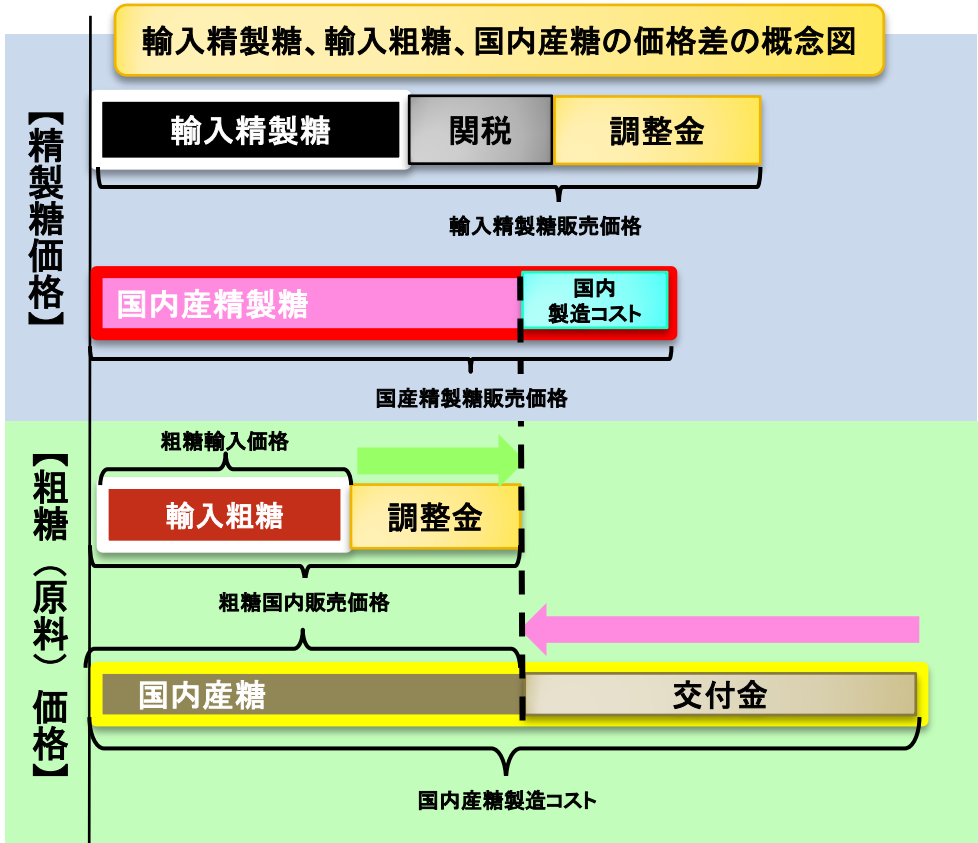 輸入精製糖、輸入粗糖、国内産糖の価格差の概念図
【精製糖価格】
輸入精製糖
関税
調整金
輸入精製糖販売価格
国内産精製糖
国内
製造コスト
国産精製糖販売価格
【粗糖（原料）価格】
粗糖輸入価格
輸入粗糖
調整金
粗糖国内販売価格
国内産糖
交付金
国内産糖製造コスト